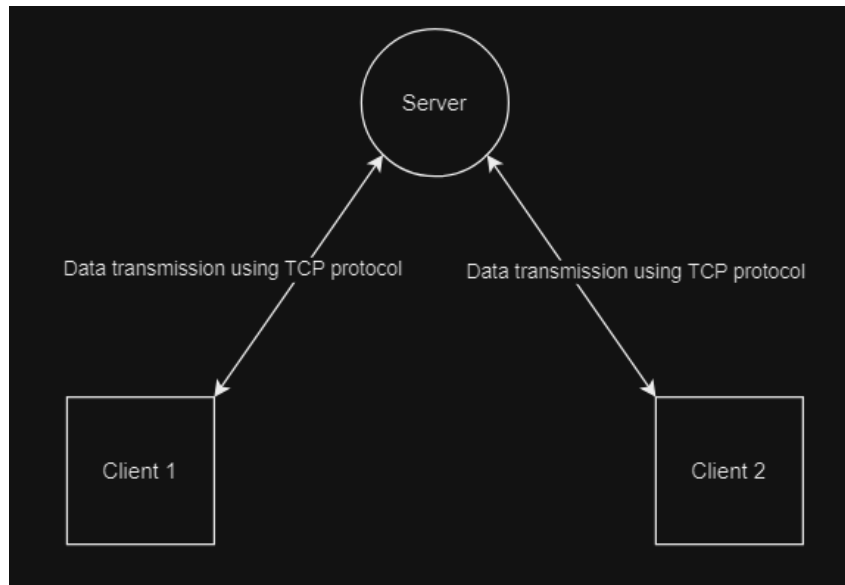 Server
Data transmission using TCP protocol
Data transmission using TCP protocol
Client 1
Client 2